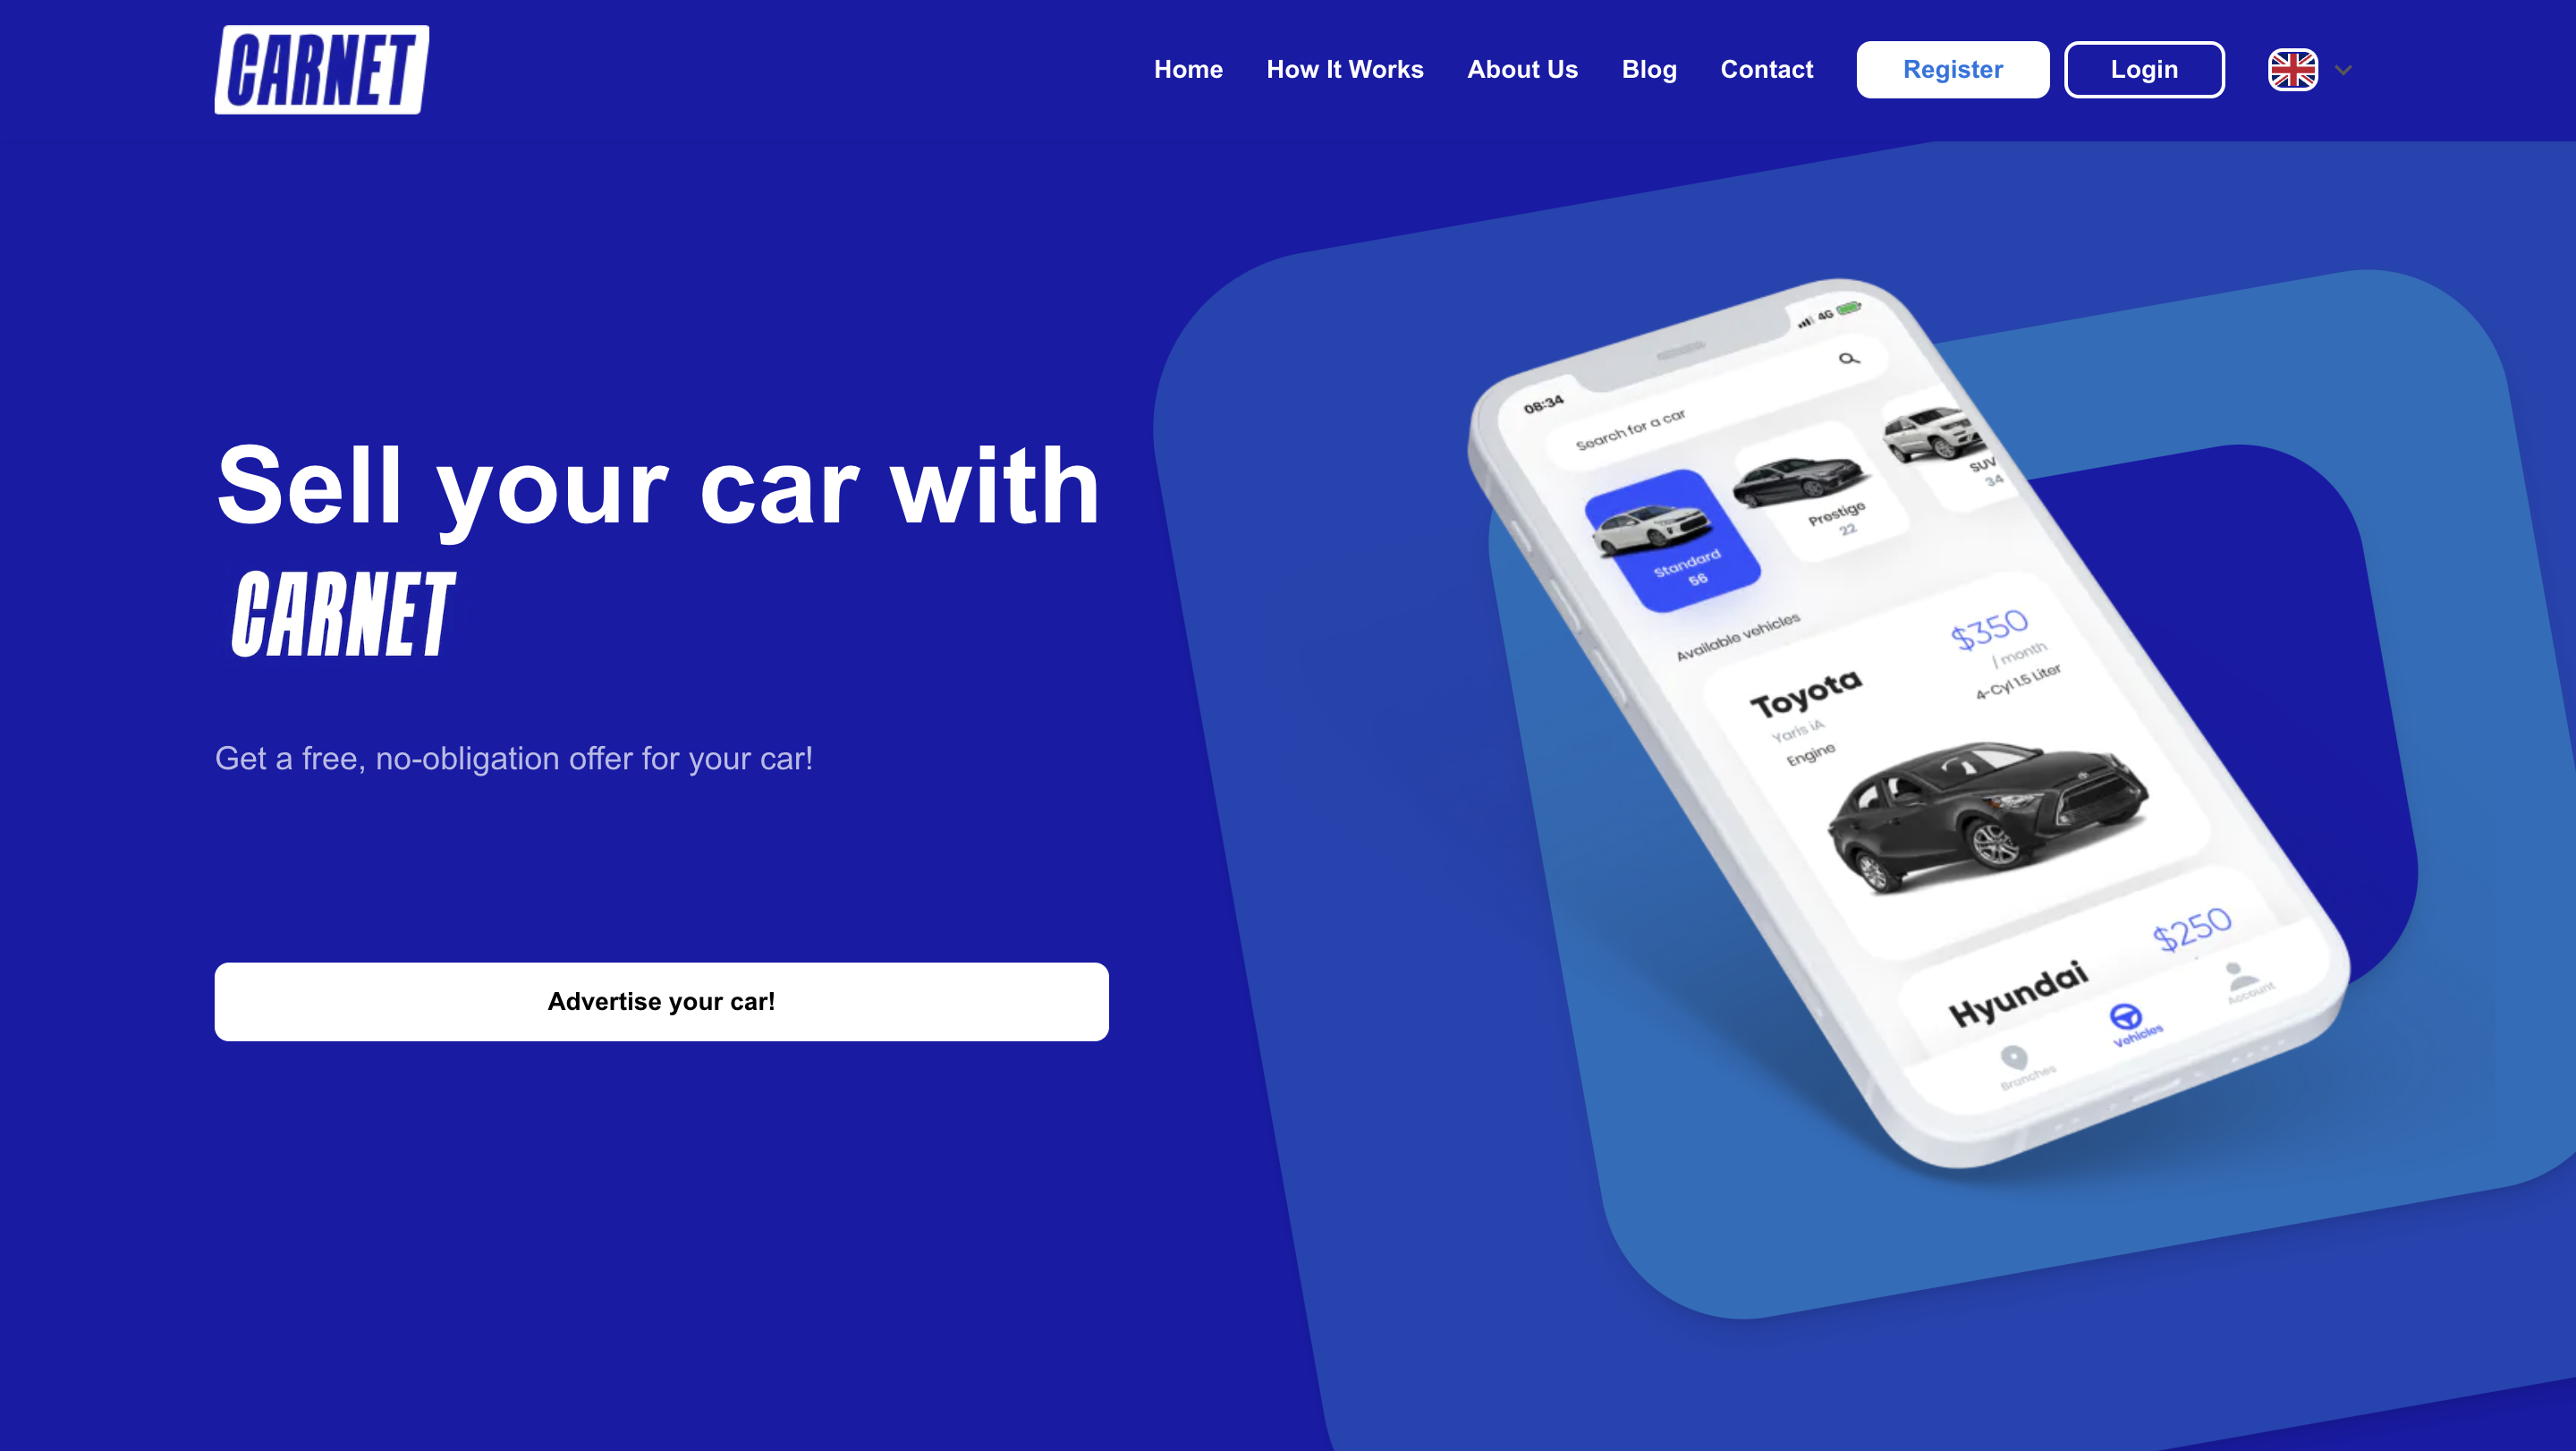 CARNET
Home How It Works About Us Blog Contact Register Login
Sell your car with
CARNET
Get a free, no-obligation offer for your car!
Advertise your car!
08:34
4G
Search for a car
Standard
56
Prestige
22
SUV
34
Available vehicles
Toyota
Yaris iA
Engine
$350
/ month
4-Cyl 1.5 Liter
Hyundai
$250
Branches
Vehicles
Account